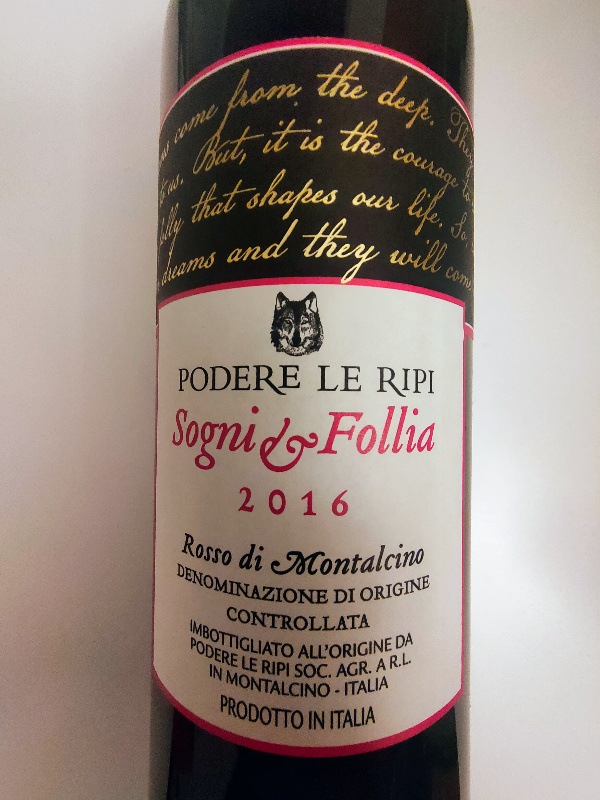 come from the deep. They
us. But, it is the courage to
that shapes our life. So,
dreams and they will come
PODERE LE RIPI
Sogni & Follia
2016
Rosso di Montalcino
DENOMINAZIONE DI ORIGINE
CONTROLLATA
IMBOTTIGLIATO ALL'ORIGINE DA
PODERE LE RIPI SOC. AGR. A R.L.
IN MONTALCINO - ITALIA
PRODOTTO IN ITALIA